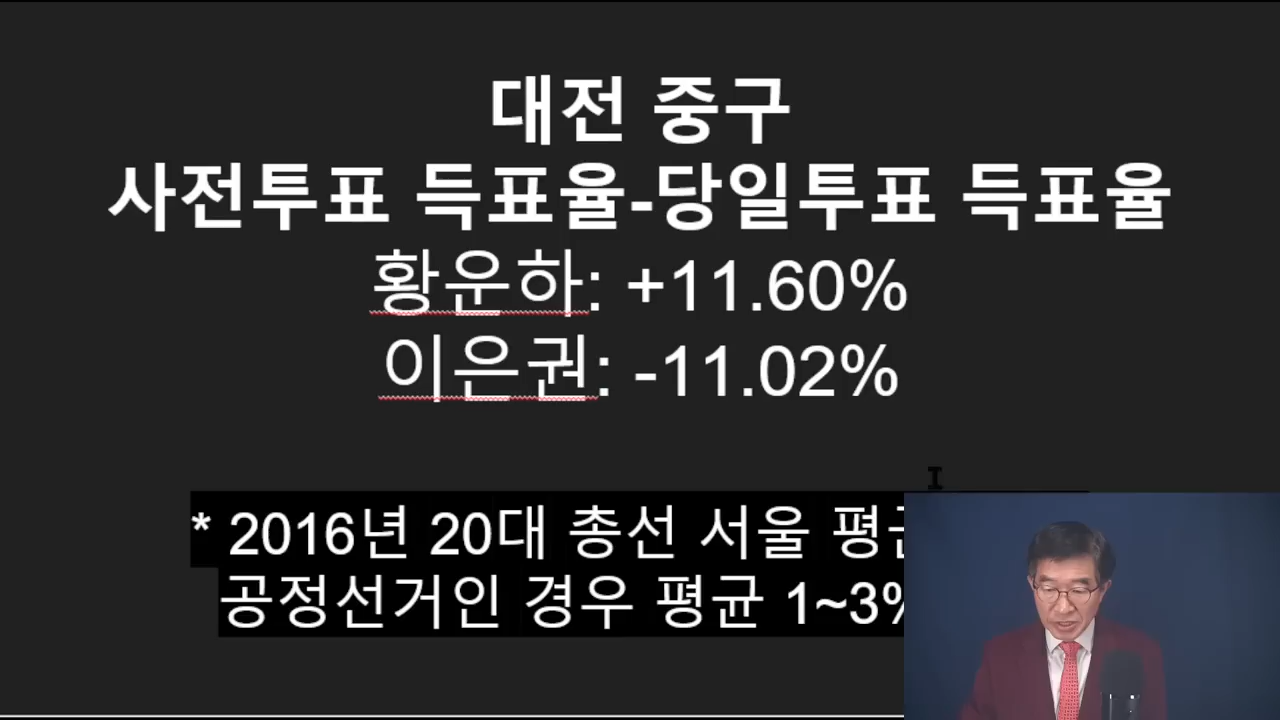 대전 중구
사전투표 득표율-당일투표 득표율
황운하: +11.60%
이은권: -11.02%
* 2016년 20대 총선 서울 평균
공정선거인 경우 평균 1~3%